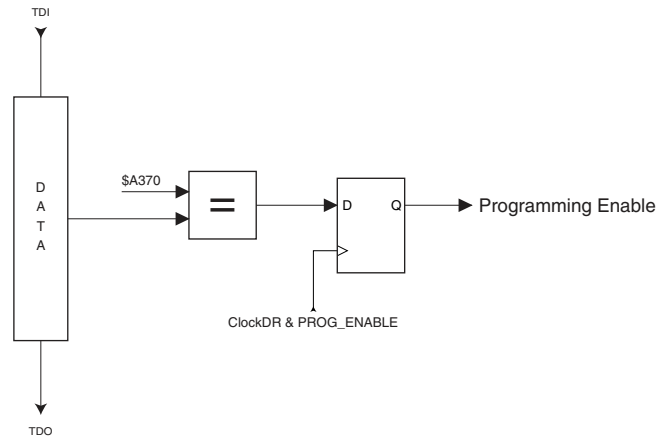 TDI
D
A
T
A
$A370
=
D Q
Programming Enable
ClockDR & PROG_ENABLE
TDO